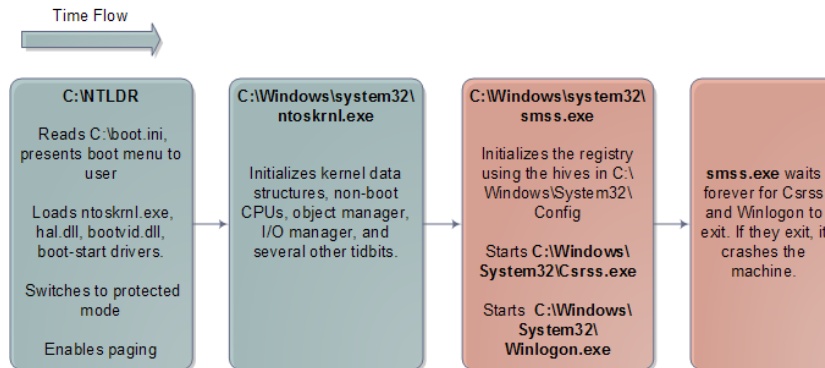 Time Flow
C:\NTLDR
Reads C:\boot.ini,
presents boot menu to
user
Loads ntoskrnl.exe,
hal.dll, bootvid.dll,
boot-start drivers.
Switches to protected
mode
Enables paging
C:\Windows\system32\
ntoskrnl.exe
Initializes kernel data
structures, non-boot
CPUs, object manager,
I/O manager, and
several other tidbits.
C:\Windows\system32\
smss.exe
Initializes the registry
using the hives in C:\
Windows\System32\
Config
Starts C:\Windows\
System32\Csrss.exe
Starts C:\Windows\
System32\
Winlogon.exe
smss.exe waits
forever for Csrss
and Winlogon to
exit. If they exit, it
crashes the
machine.